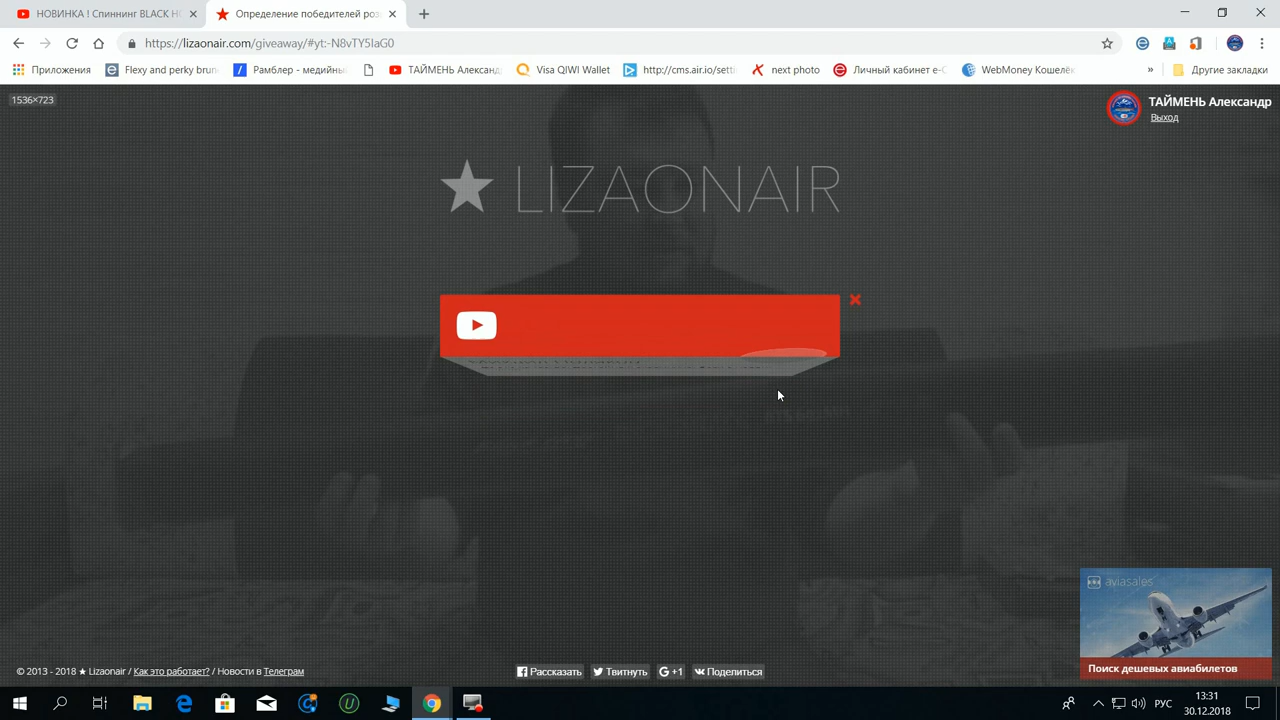 НОВИНКА ! Спиннинг BLACK H
Определение победителей роз
https://lizaonair.com/giveaway/#yt:-N8vTY5IaG0
Приложения
Flexy and perky brun
Рамблер - медийны
ТАЙМЕНЬ Александ
Visa QIWI Wallet
http://cms.air.io/setti
next photo
Личный кабинет e-C
WebMoney Кошелёк
»
Другие закладки
1536×723
ТАЙМЕНЬ Александр
Выход
LIZAONAIR
aviasales
Поиск дешевых авиабилетов
© 2013 - 2018 ★ Lizaonair / Как это работает? / Новости в Телеграм
Рассказать
Твитнуть
G+1
Поделиться
РУС
13:31
30.12.2018